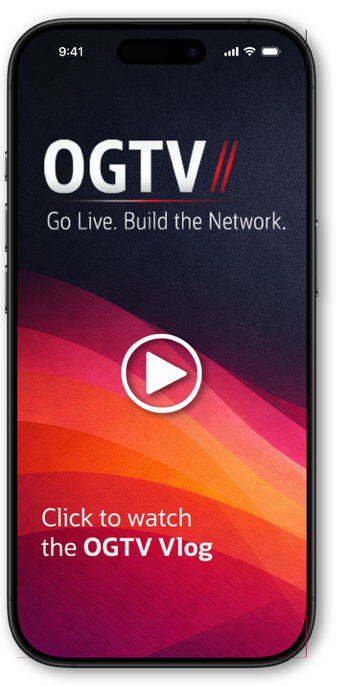 9:41
OGTV//
Go Live. Build the Network.
Click to watch
the OGTV Vlog